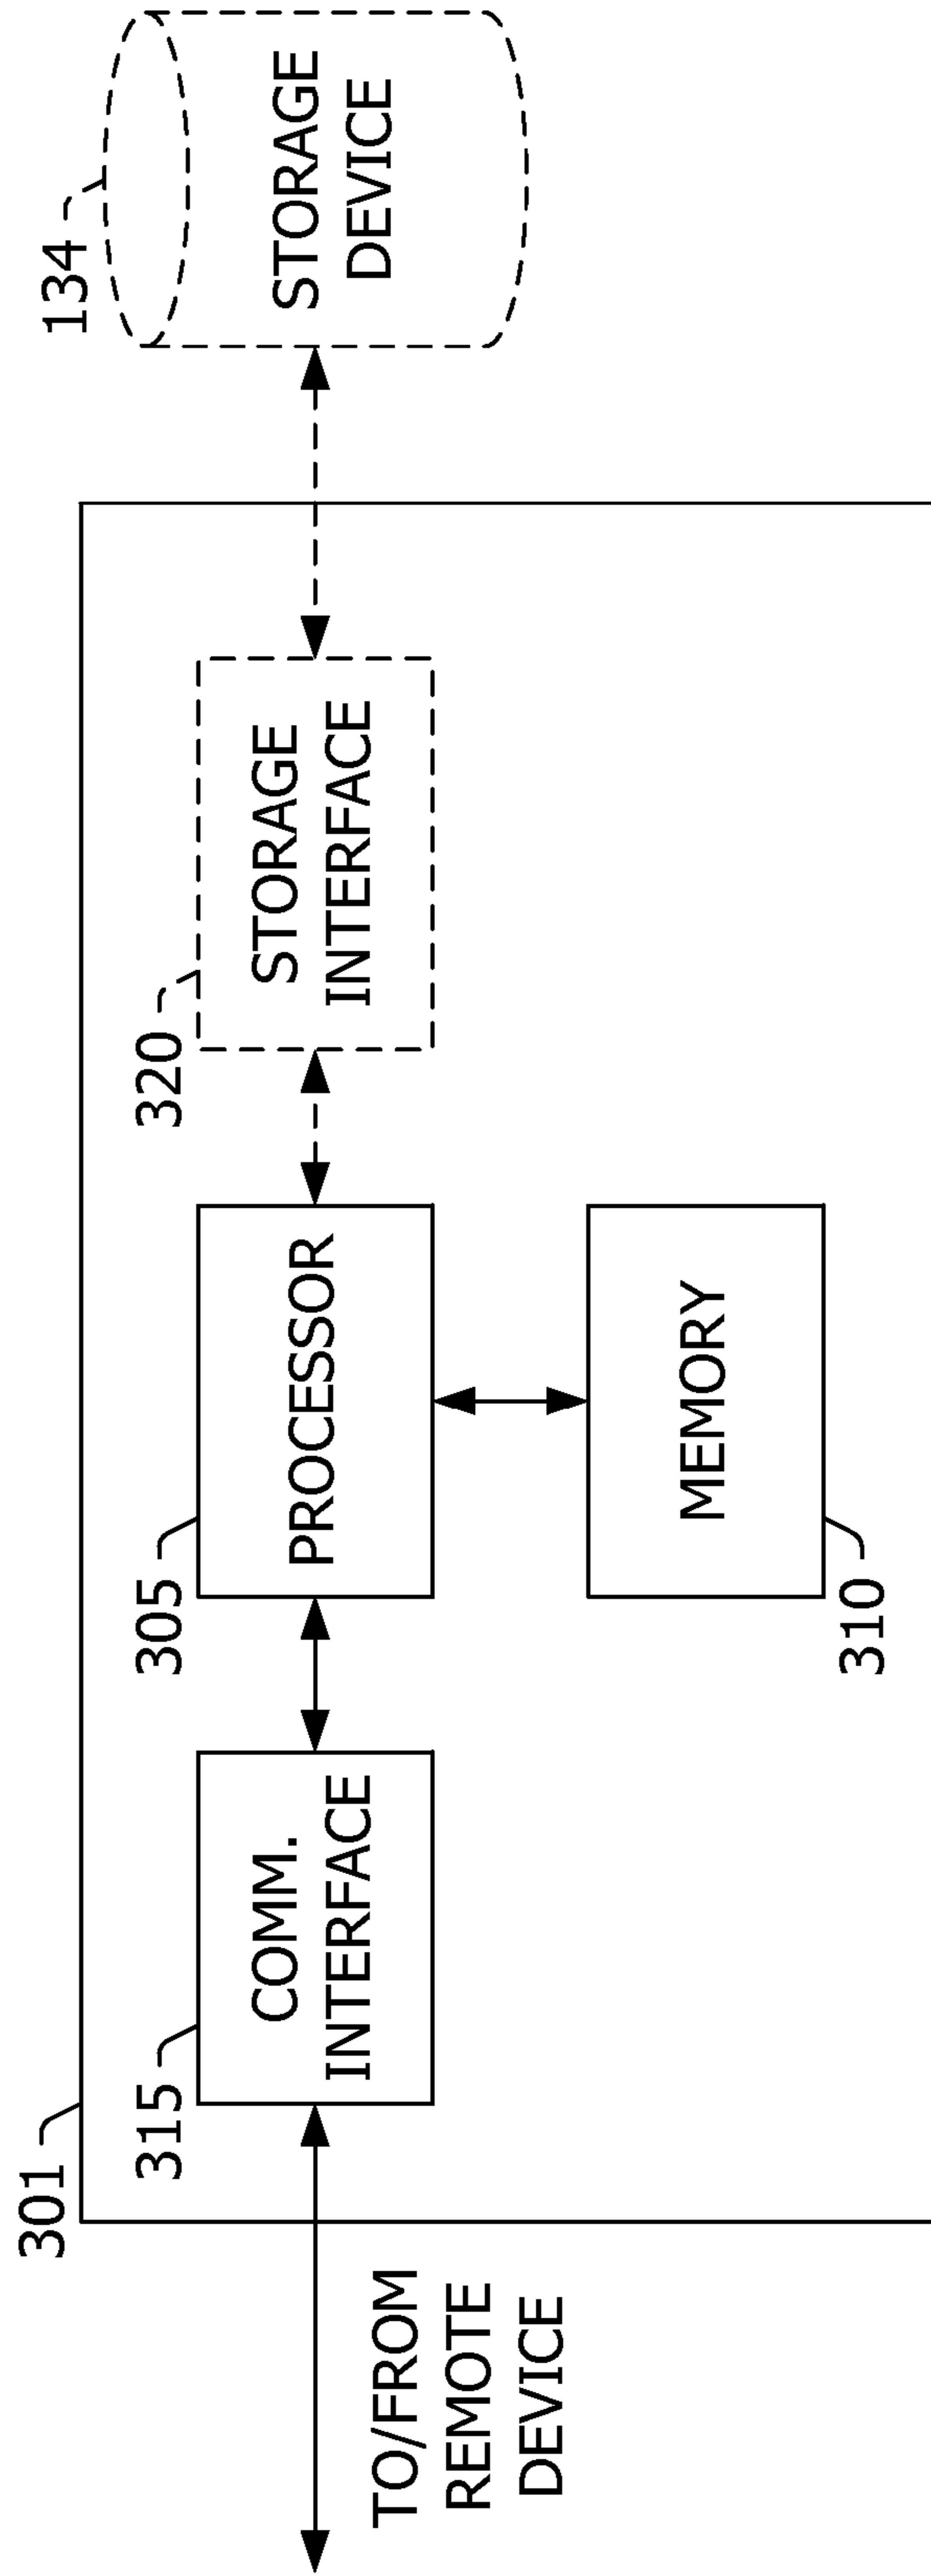 301
315
COMM.
INTERFACE
305
PROCESSOR
320
STORAGE
INTERFACE
134
STORAGE
DEVICE
TO/FROM
REMOTE
DEVICE
MEMORY
310